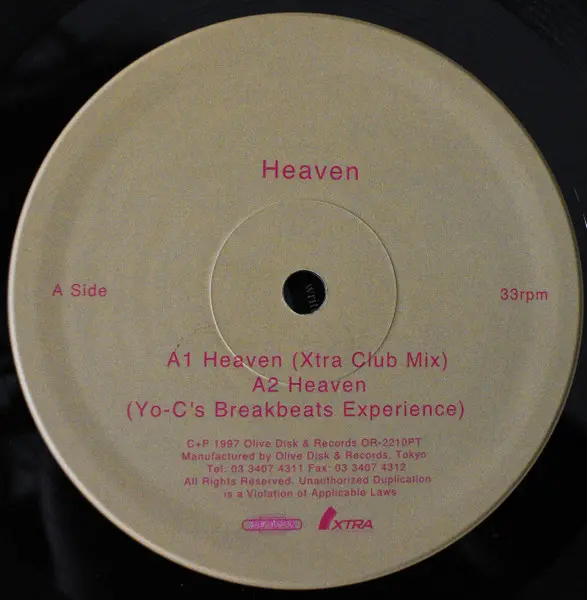 Heaven
A Side
33rpm
A1 Heaven (Xtra Club Mix)
A2 Heaven
(Yo-C's Breakbeats Experience)
C+P 1997 Olive Disk & Records OR-2210PT
Manufactured by Olive Disk & Records, Tokyo
Tel: 03 3407 4311 Fax: 03 3407 4312
All Rights Reserved. Unauthorized Duplication
is a Violation of Applicable Laws
XTRA